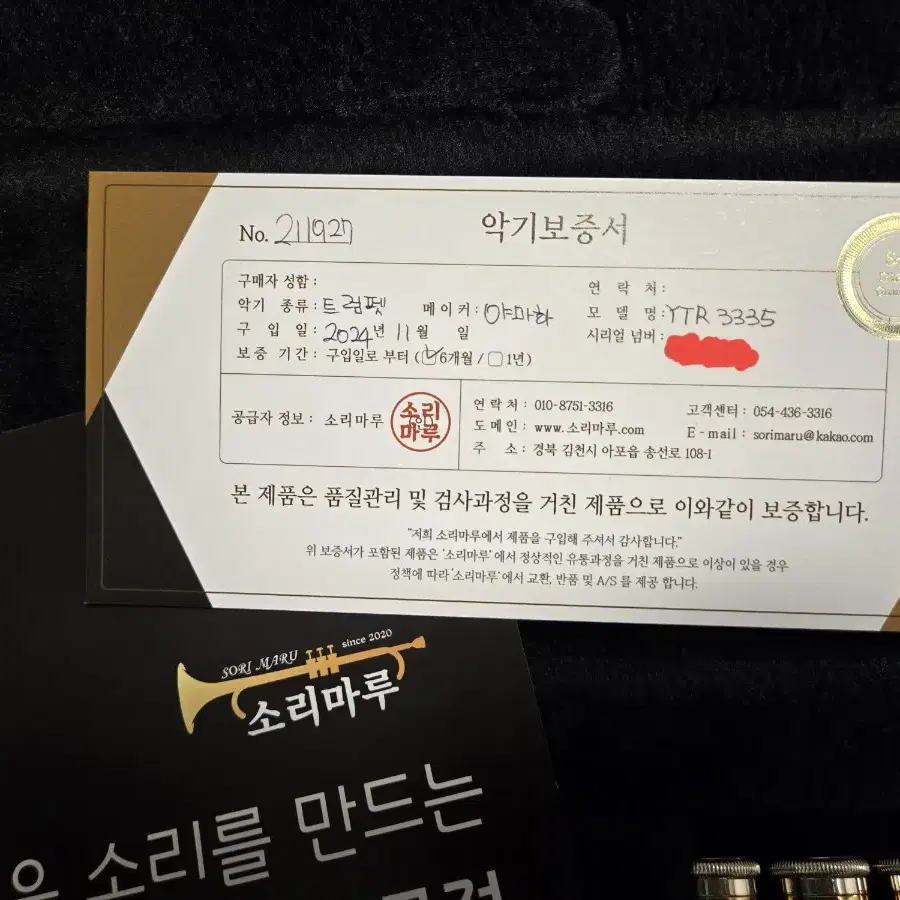 No. 211927
악기보증서
구매자 성함 :
연 락 처 :
악기 종류 : 트럼펫 메이커 : 야마하
모 델 명 : YTR 3335
구 입 일 : 2024년 11월 일
시리얼 넘버 :
보증 기간 : 구입일로 부터 (☑6개월 / ☐1년)
공급자 정보 : 소리마루
소리
마루
연 락 처 : 010-8751-3316
고객센터 : 054-436-3316
도 메 인 : www.소리마루.com
E - mail : sorimaru@kakao.com
주 소 : 경북 김천시 아포읍 송선로 108-1
본 제품은 품질관리 및 검사과정을 거친 제품으로 이와같이 보증합니다.
"저희 소리마루에서 제품을 구입해 주셔서 감사합니다."
위 보증서가 포함된 제품은 '소리마루' 에서 정상적인 유통과정을 거친 제품으로 이상이 있을 경우
정책에 따라 '소리마루'에서 교환, 반품 및 A/S 를 제공 합니다.
SORI MARU since 2020
소리마루
소리를 만드는